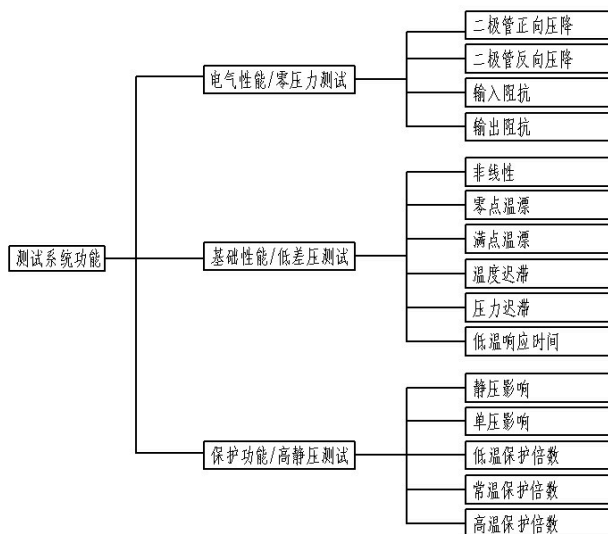 测试系统功能
电气性能/零压力测试
二极管正向压降
二极管反向压降
输入阻抗
输出阻抗
基础性能/低差压测试
非线性
零点温漂
满点温漂
温度迟滞
压力迟滞
低温响应时间
保护功能/高静压测试
静压影响
单压影响
低温保护倍数
常温保护倍数
高温保护倍数